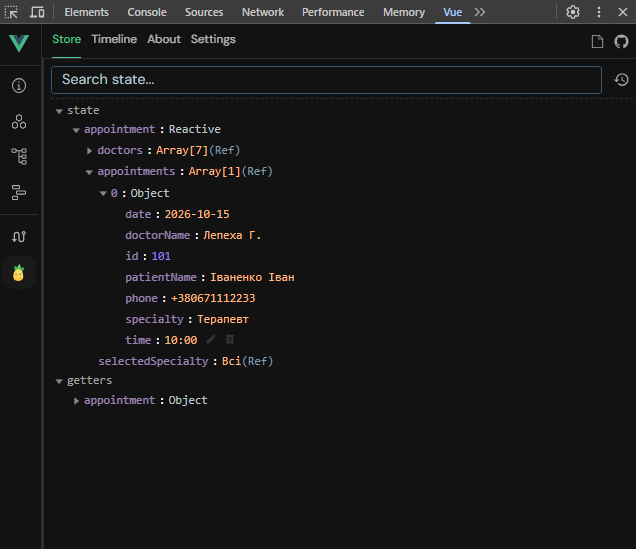 Elements Console Sources Network Performance Memory Vue
Store Timeline About Settings
Search state...
state
appointment : Reactive
doctors : Array[7](Ref)
appointments : Array[1](Ref)
0 : Object
date : 2026-10-15
doctorName : Лепеха Г.
id : 101
patientName : Іваненко Іван
phone : +380671112233
specialty : Терапевт
time : 10:00
selectedSpecialty : Всі(Ref)
getters
appointment : Object